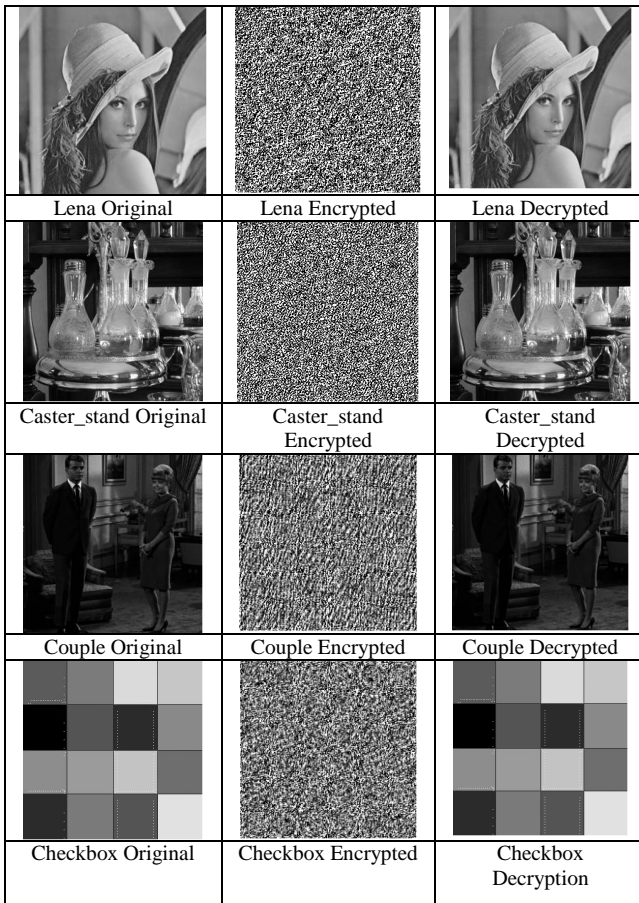 Lena Original
Lena Encrypted
Lena Decrypted
Caster_stand Original
Caster_stand
Encrypted
Caster_stand
Decrypted
Couple Original
Couple Encrypted
Couple Decrypted
Checkbox Original
Checkbox Encrypted
Checkbox
Decryption